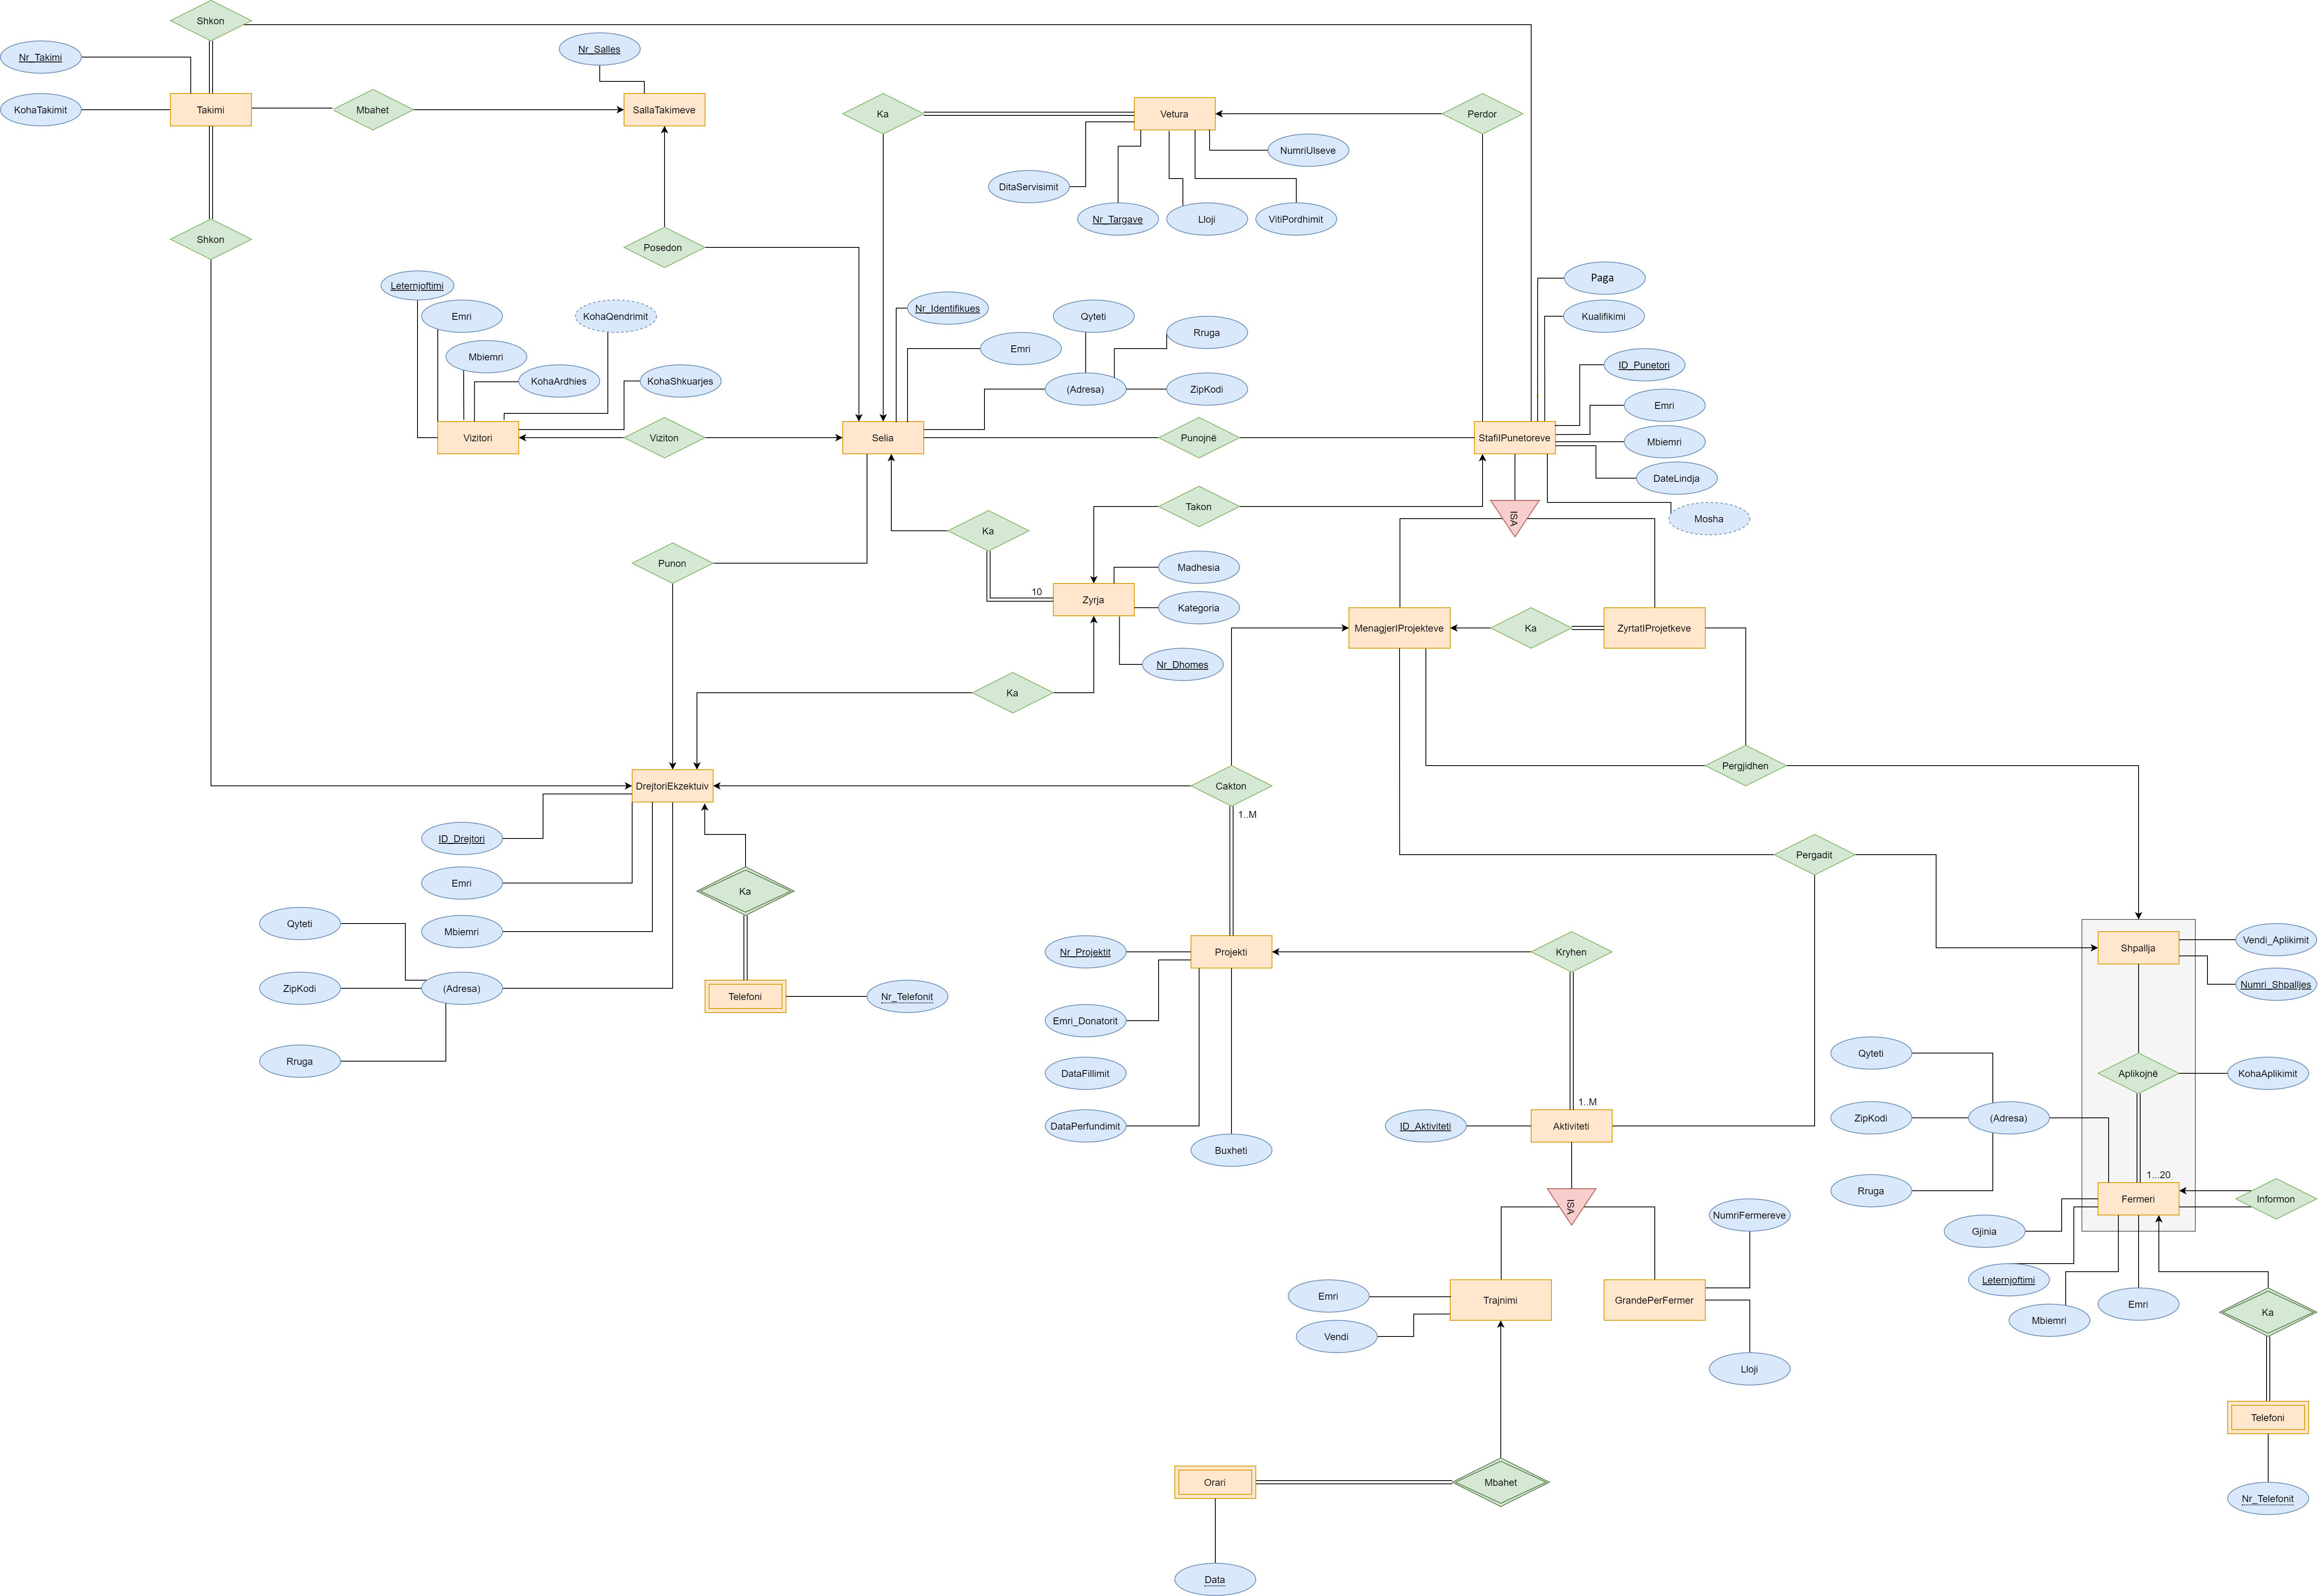 Shkon
Nr_Takimi
Nr_Salles
KohaTakimit
Takimi
Mbahet
SallaTakimeve
Ka
Vetura
Perdor
NumriUlseve
DitaServisimit
Nr_Targave
Lloji
VitiPordhimit
Shkon
Posedon
Leternjoftimi
Emri
KohaQendrimit
Mbiemri
KohaArdhies
KohaShkuarjes
Nr_Identifikues
Emri
Qyteti
Rruga
(Adresa)
ZipKodi
Paga
Kualifikimi
ID_Punetori
Emri
Mbiemri
DateLindja
Mosha
Vizitori
Viziton
Selia
Punojnë
StafiIPunetoreve
ISA
Takon
Ka
Punon
10
Zyrja
Madhesia
Kategoria
Nr_Dhomes
MenagjeriIProjekteve
Ka
ZyrtatIProjetkeve
Ka
Pergjidhen
DrejtoriEkzektuiv
Cakton
1..M
ID_Drejtori
Emri
Mbiemri
Qyteti
ZipKodi
(Adresa)
Rruga
Ka
Telefoni
Nr_Telefonit
Pergadit
Nr_Projektit
Projekti
Kryhen
Emri_Donatorit
DataFillimit
DataPerfundimit
Buxheti
1..M
ID_Aktiviteti
Aktiviteti
ISA
Shpallja
Vendi_Aplikimit
Numri_Shpalljes
Qyteti
Aplikojnë
KohaAplikimit
ZipKodi
(Adresa)
Rruga
1...20
Fermeri
Informon
Gjinia
Leternjoftimi
Mbiemri
Emri
NumriFermereve
Emri
Vendi
Trajnimi
GrandePerFermer
Lloji
Ka
Telefoni
Nr_Telefonit
Orari
Mbahet
Data